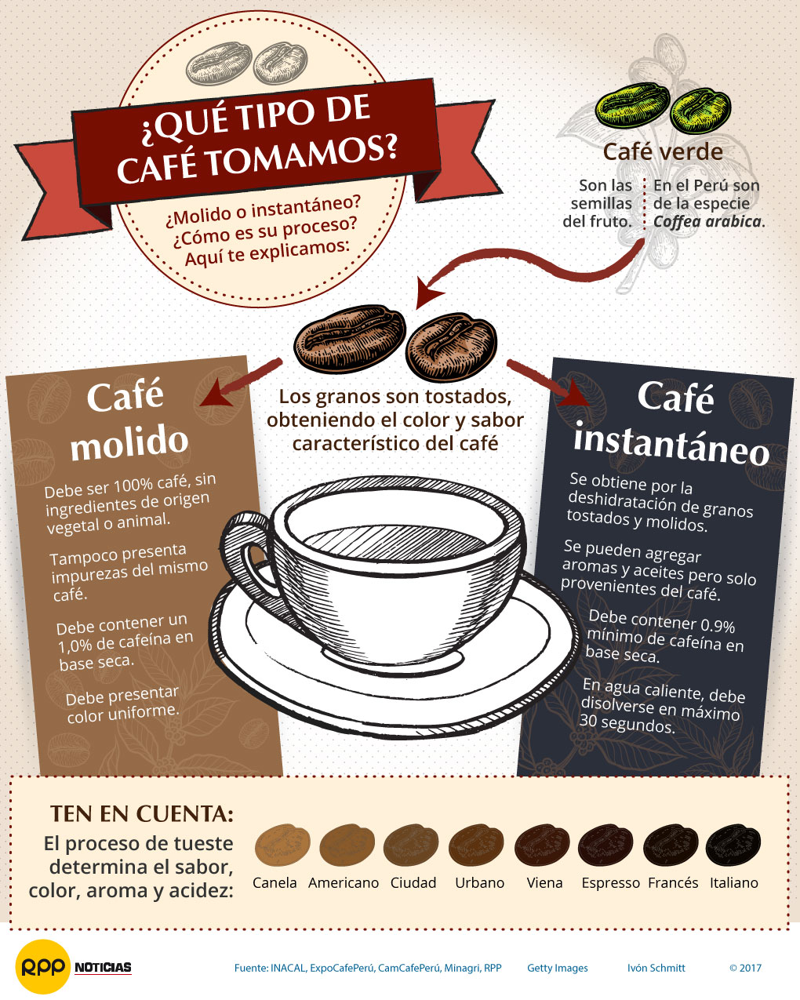 ¿QUÉ TIPO DE
CAFÉ TOMAMOS?
¿Molido o instantáneo?
¿Cómo es su proceso?
Aquí te explicamos:
Café verde
Son las
semillas
del fruto.
En el Perú son
de la especie
Coffea arabica.
Los granos son tostados,
obteniendo el color y sabor
característico del café
Café
molido
Debe ser 100% café, sin
ingredientes de origen
vegetal o animal.
Tampoco presenta
impurezas del mismo
café.
Debe contener un
1,0% de cafeína en
base seca.
Debe presentar
color uniforme.
Café
instantáneo
Se obtiene por la
deshidratación de granos
tostados y molidos.
Se pueden agregar
aromas y aceites pero solo
provenientes del café.
Debe contener 0.9%
mínimo de cafeína en
base seca.
En agua caliente, debe
disolverse en máximo
30 segundos.
TEN EN CUENTA:
El proceso de tueste
determina el sabor,
color, aroma y acidez:
Canela Americano Ciudad Urbano Viena Espresso Francés Italiano
RPP NOTICIAS
Fuente: INACAL, ExpoCafePerú, CamCafePerú, Minagri, RPP Getty Images Ivón Schmitt © 2017